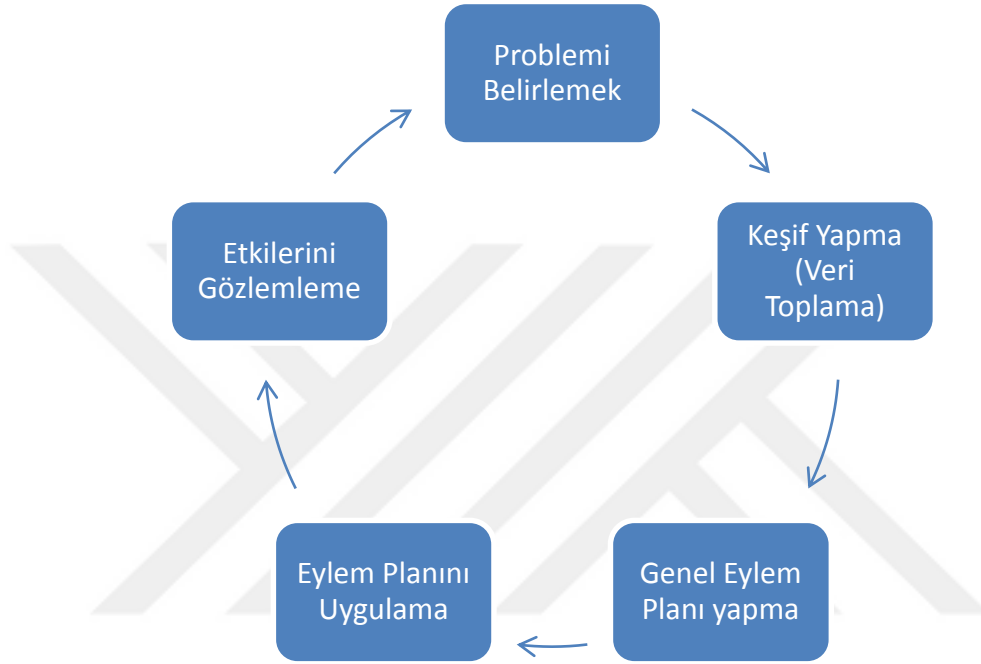 Problemi
Belirlemek
Keşif Yapma
(Veri
Toplama)
Genel Eylem
Planı yapma
Eylem Planını
Uygulama
Etkilerini
Gözlemleme